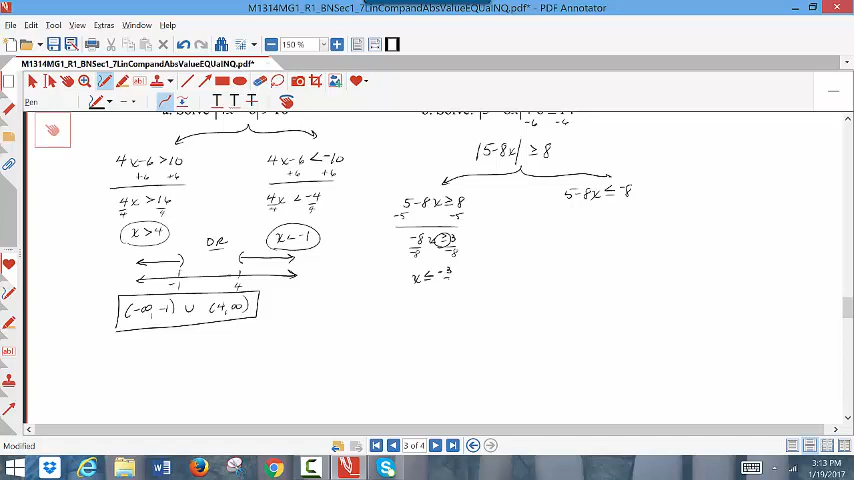 M1314MG1_R1_BNSec1_7LinCompandAbsValueEQUaINQ.pdf* - PDF Annotator
File Edit Tool View Extras Window Help
150 %
M1314MG1_R1_BNSec1_7LinCompandAbsValueEQUaINQ.pdf*
Pen
-6 -6
|5-8x| ≥ 8
4x-6 > 10
+6 +6
4x > 16
4 4
x > 4
OR
4x-6 < -10
+6 +6
4x < -4
4 4
x < -1
-1 4
(-∞, -1) ∪ (4, ∞)
5-8x ≥ 8
-5 -5
-8x ≥ 3
-8 -8
x ≤ -3
5-8x ≤ -8
3 of 4
Modified
3:13 PM
1/19/2017